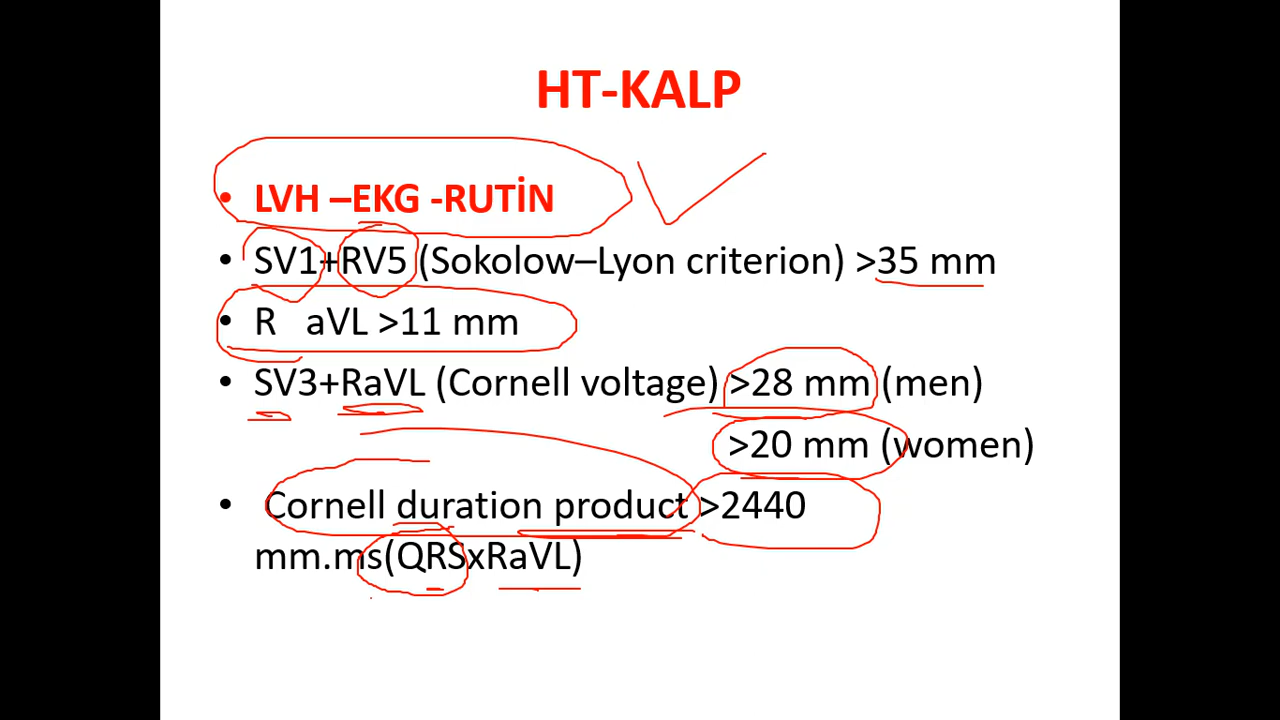 HT-KALP
• LVH –EKG -RUTİN
• SV1+RV5 (Sokolow–Lyon criterion) >35 mm
• R aVL >11 mm
• SV3+RaVL (Cornell voltage) >28 mm (men)
>20 mm (women)
• Cornell duration product >2440
mm.ms(QRSxRaVL)